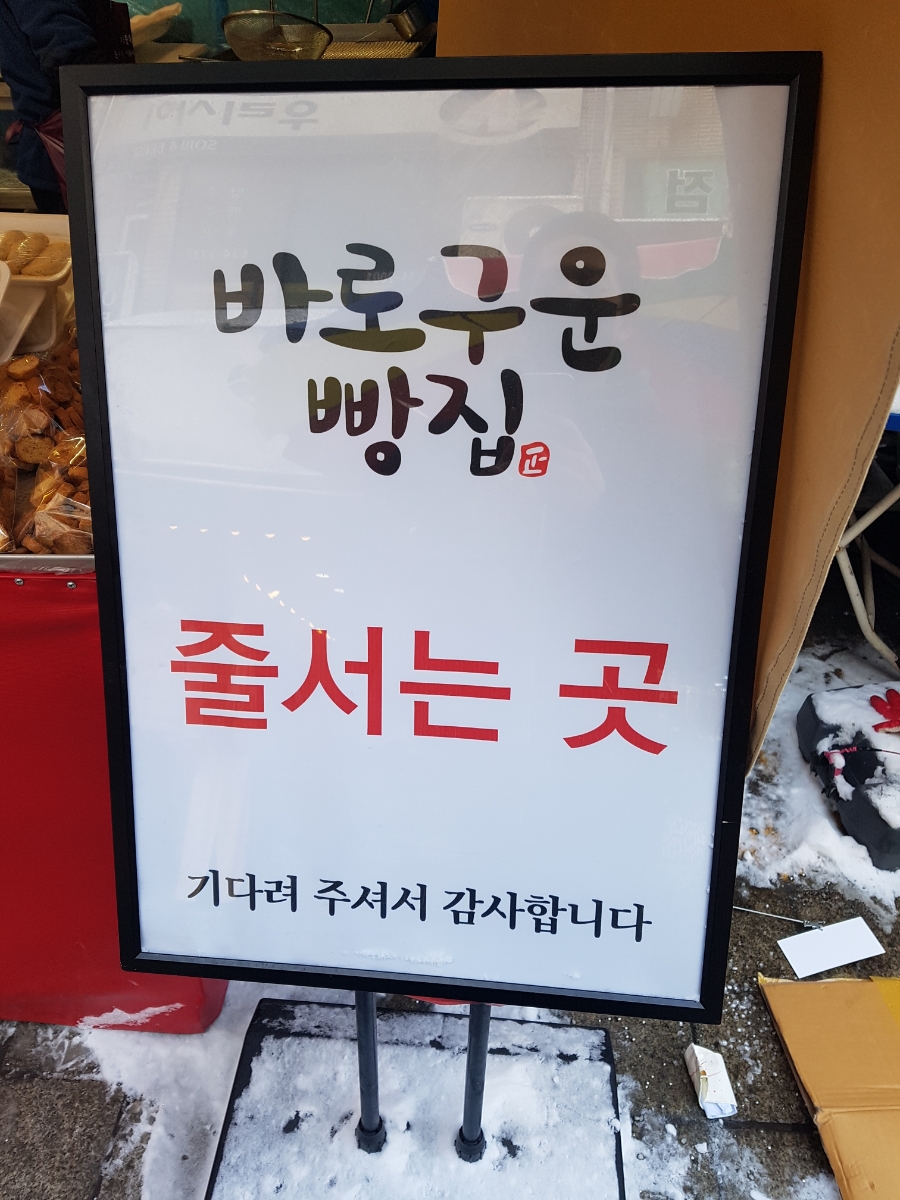 바로구운
빵집
줄서는 곳
기다려 주셔서 감사합니다